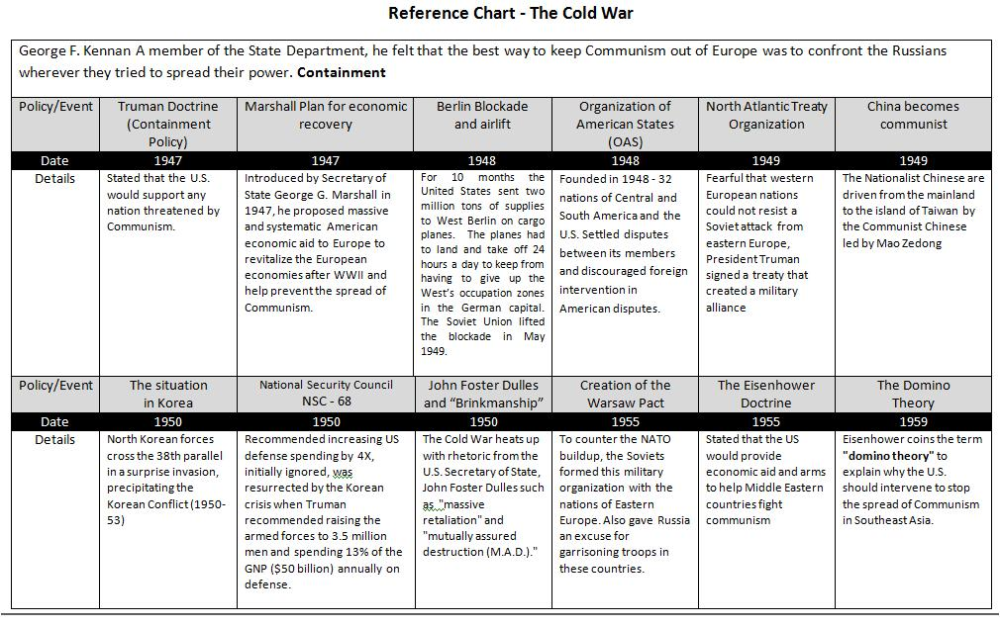 Reference Chart - The Cold War
George F. Kennan A member of the State Department, he felt that the best way to keep Communism out of Europe was to confront the Russians
wherever they tried to spread their power. Containment
Policy/Event
Truman Doctrine
(Containment
Policy)
Marshall Plan for economic
recovery
Berlin Blockade
and airlift
Organization of
American States
(OAS)
North Atlantic Treaty
Organization
China becomes
communist
Date
1947
1947
1948
1948
1949
1949
Details
Stated that the U.S.
would support any
nation threatened by
Communism.
Introduced by Secretary of
State George G. Marshall in
1947, he proposed massive
and systematic American
economic aid to Europe to
revitalize the European
economies after WWII and
help prevent the spread of
Communism.
For 10 months the
United States sent two
million tons of supplies
to West Berlin on cargo
planes. The planes had
to land and take off 24
hours a day to keep from
having to give up the
West's occupation zones
in the German capital.
The Soviet Union lifted
the blockade in May
1949.
Founded in 1948 - 32
nations of Central and
South America and the
U.S. Settled disputes
between its members
and discouraged foreign
intervention in
American disputes.
Fearful that western
European nations
could not resist a
Soviet attack from
eastern Europe,
President Truman
signed a treaty that
created a military
alliance
The Nationalist Chinese are
driven from the mainland
to the island of Taiwan by
the Communist Chinese
led by Mao Zedong
Policy/Event
The situation
in Korea
National Security Council
NSC - 68
John Foster Dulles
and “Brinkmanship”
Creation of the
Warsaw Pact
The Eisenhower
Doctrine
The Domino
Theory
Date
1950
1950
1950
1955
1955
1959
Details
North Korean forces
cross the 38th parallel
in a surprise invasion,
precipitating the
Korean Conflict (1950-
53)
Recommended increasing US
defense spending by 4X,
initially ignored, was
resurrected by the Korean
crisis when Truman
recommended raising the
armed forces to 3.5 million
men and spending 13% of the
GNP ($50 billion) annually on
defense.
The Cold War heats up
with rhetoric from the
U.S. Secretary of State,
John Foster Dulles such
as "massive
retaliation" and
"mutually assured
destruction (M.A.D.)."
To counter the NATO
buildup, the Soviets
formed this military
organization with the
nations of Eastern
Europe. Also gave Russia
an excuse for
garrisoning troops in
these countries.
Stated that the US
would provide
economic aid and arms
to help Middle Eastern
countries fight
communism
Eisenhower coins the term
"domino theory" to
explain why the U.S.
should intervene to stop
the spread of Communism
in Southeast Asia.